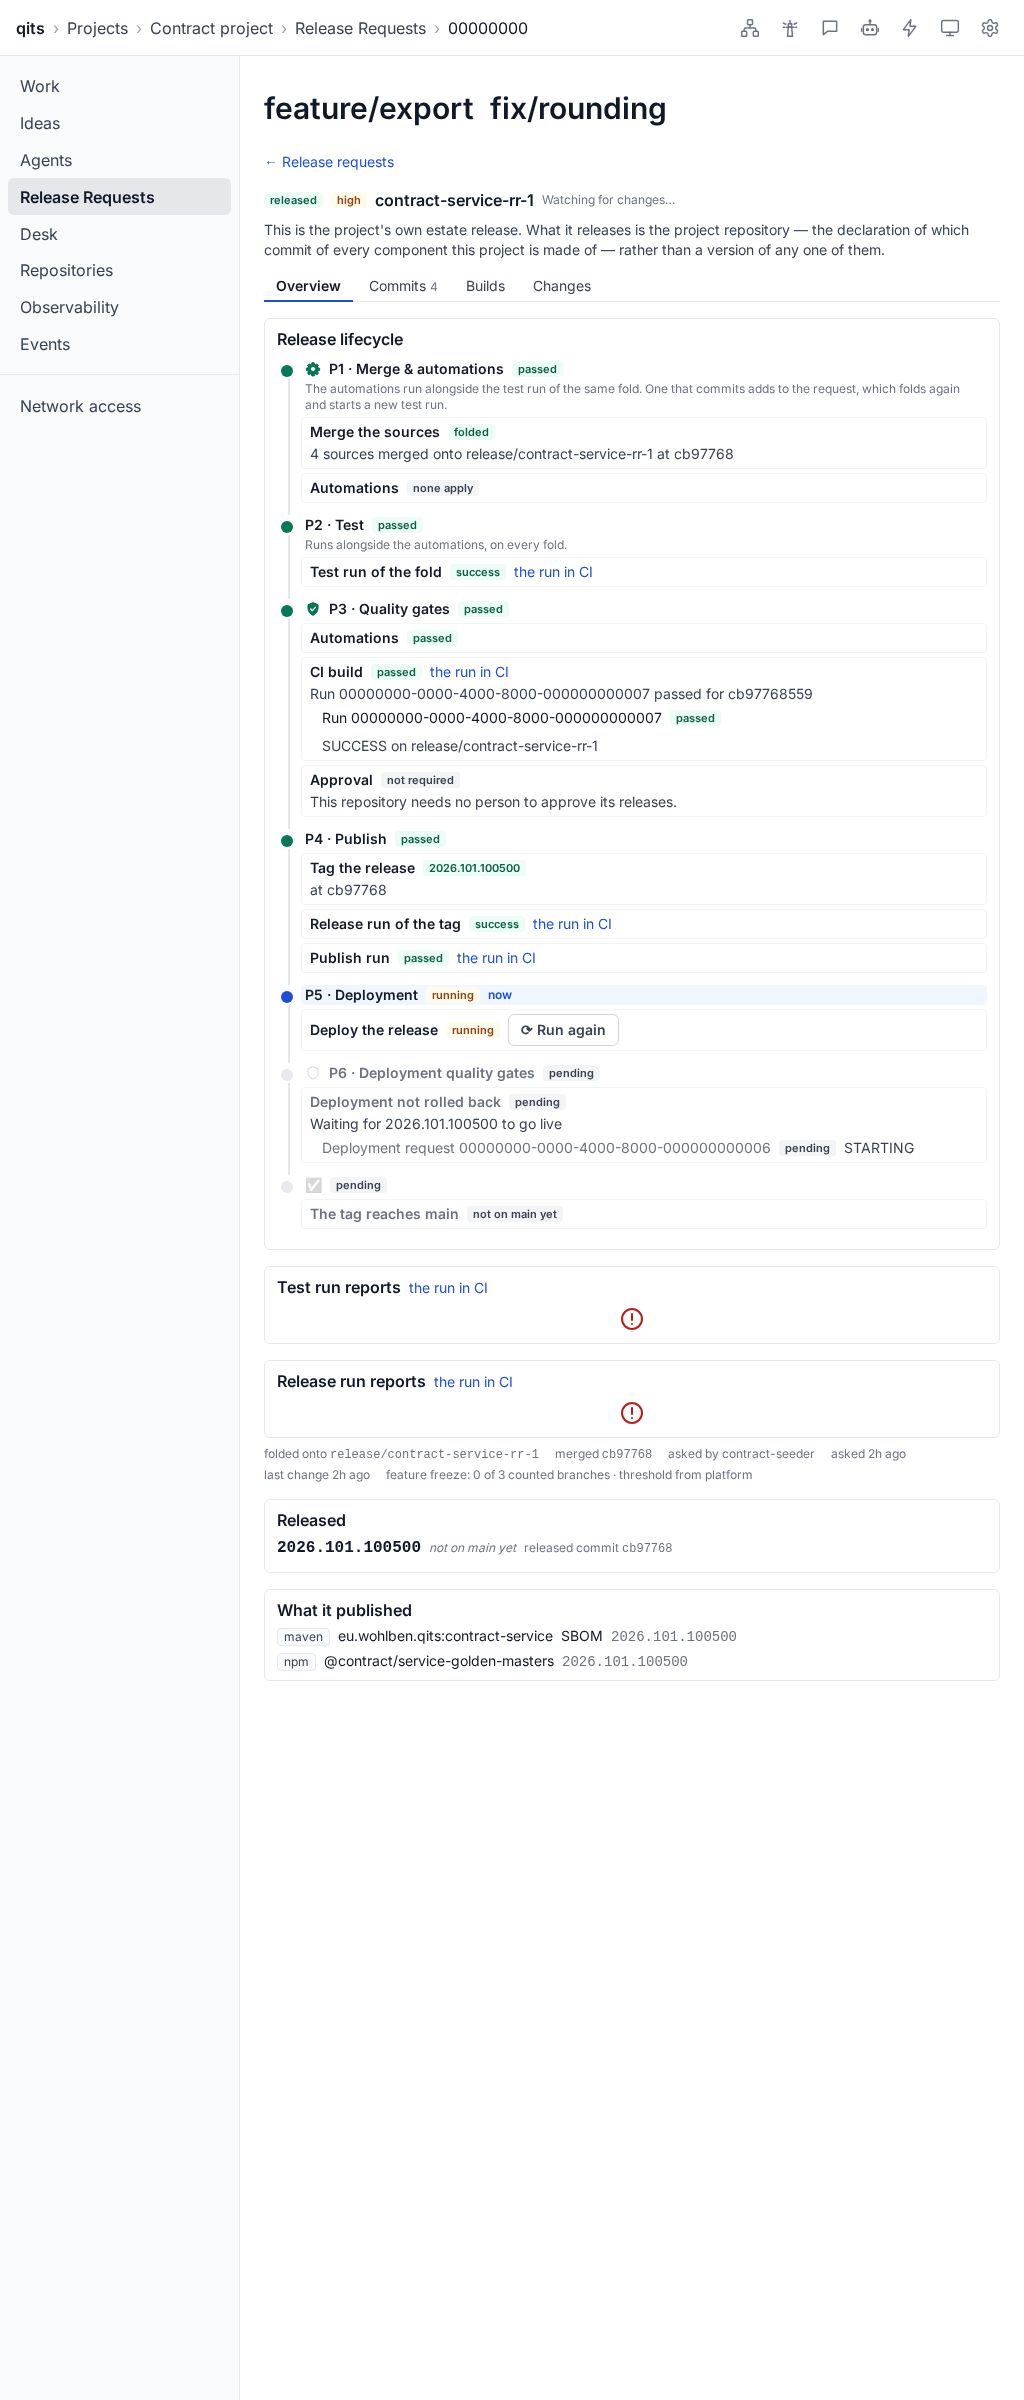 qits › Projects › Contract project › Release Requests › 00000000
Work
Ideas
Agents
Release Requests
Desk
Repositories
Observability
Events
Network access
feature/export fix/rounding
← Release requests
released high contract-service-rr-1 Watching for changes...
This is the project's own estate release. What it releases is the project repository — the declaration of which
commit of every component this project is made of — rather than a version of any one of them.
Overview Commits 4 Builds Changes
Release lifecycle
P1 · Merge & automations passed
The automations run alongside the test run of the same fold. One that commits adds to the request, which folds again
and starts a new test run.
Merge the sources folded
4 sources merged onto release/contract-service-rr-1 at cb97768
Automations none apply
P2 · Test passed
Runs alongside the automations, on every fold.
Test run of the fold success the run in CI
P3 · Quality gates passed
Automations passed
CI build passed the run in CI
Run 00000000-0000-4000-8000-000000000007 passed for cb97768559
Run 00000000-0000-4000-8000-000000000007 passed
SUCCESS on release/contract-service-rr-1
Approval not required
This repository needs no person to approve its releases.
P4 · Publish passed
Tag the release 2026.101.100500
at cb97768
Release run of the tag success the run in CI
Publish run passed the run in CI
P5 · Deployment running now
Deploy the release running ⟳ Run again
P6 · Deployment quality gates pending
Deployment not rolled back pending
Waiting for 2026.101.100500 to go live
Deployment request 00000000-0000-4000-8000-000000000006 pending STARTING
✅ pending
The tag reaches main not on main yet
Test run reports the run in CI
Release run reports the run in CI
folded onto release/contract-service-rr-1 merged cb97768 asked by contract-seeder asked 2h ago
last change 2h ago feature freeze: 0 of 3 counted branches · threshold from platform
Released
2026.101.100500 not on main yet released commit cb97768
What it published
maven eu.wohlben.qits:contract-service SBOM 2026.101.100500
npm @contract/service-golden-masters 2026.101.100500